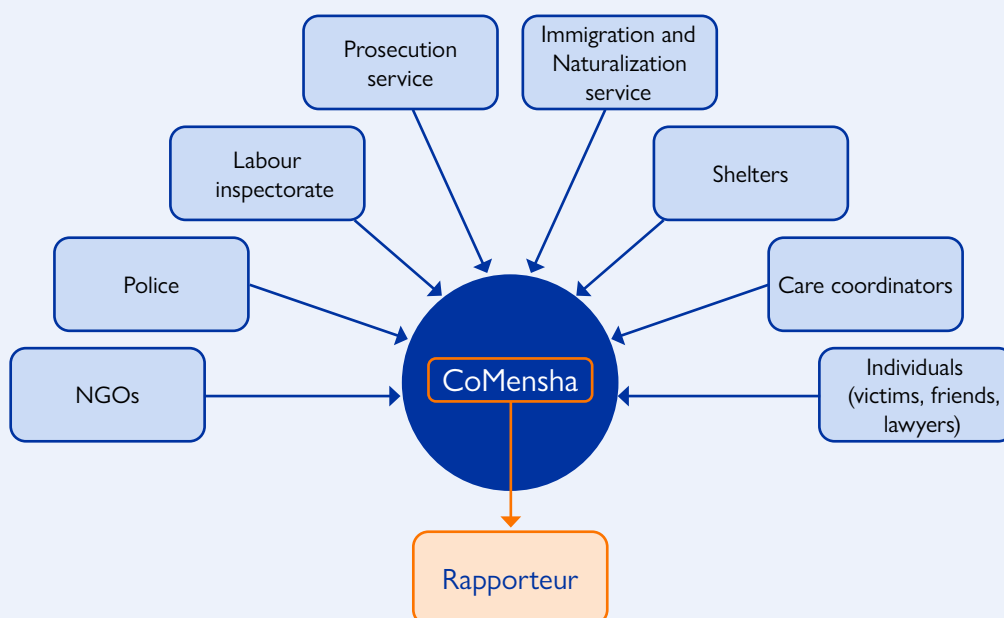 Prosecution
service
Immigration and
Naturalization
service
Labour
inspectorate
Shelters
Police
Care coordinators
NGOs
CoMensha
Individuals
(victims, friends,
lawyers)
Rapporteur